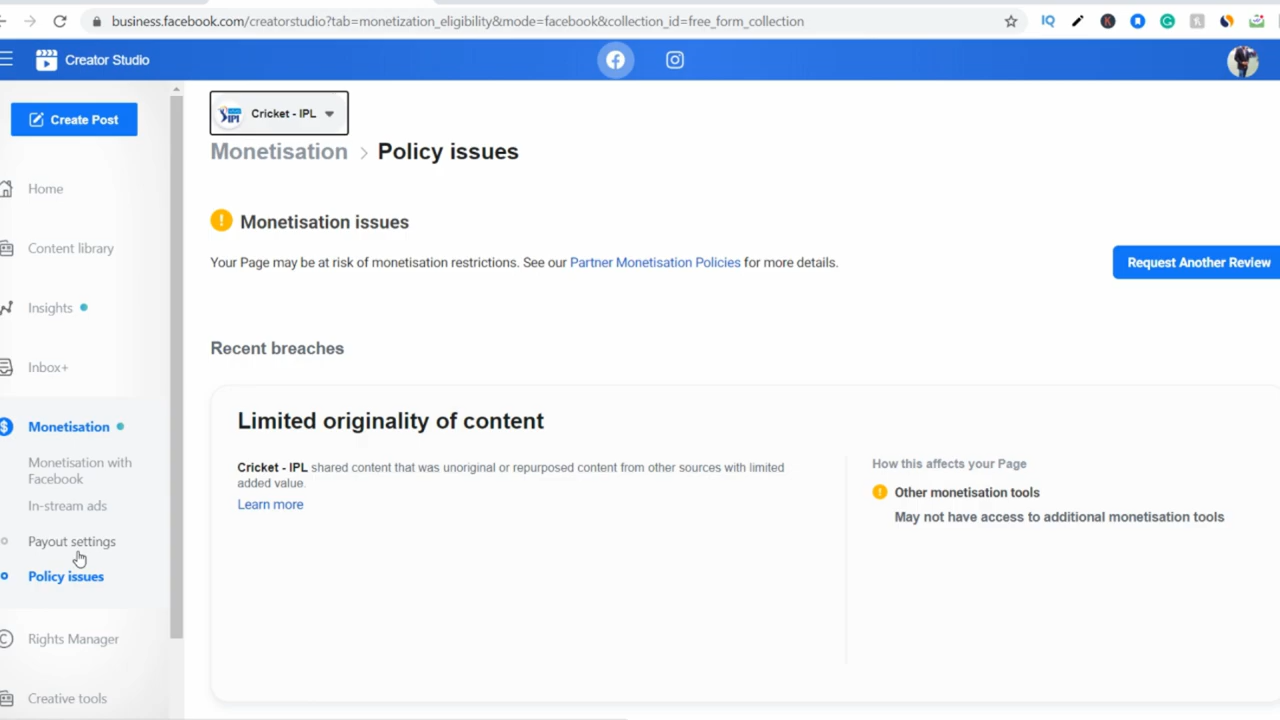 business.facebook.com/creatorstudio?tab=monetization_eligibility&mode=facebook&collection_id=free_form_collection
IQ
Creator Studio
Create Post
IPL
Cricket - IPL
Monetisation > Policy issues
Home
Monetisation issues
Content library
Your Page may be at risk of monetisation restrictions. See our Partner Monetisation Policies for more details.
Request Another Review
Insights
Recent breaches
Inbox+
Limited originality of content
Monetisation
Cricket - IPL shared content that was unoriginal or repurposed content from other sources with limited
added value.
Learn more
How this affects your Page
Other monetisation tools
May not have access to additional monetisation tools
Monetisation with
Facebook
In-stream ads
Payout settings
Policy issues
Rights Manager
Creative tools